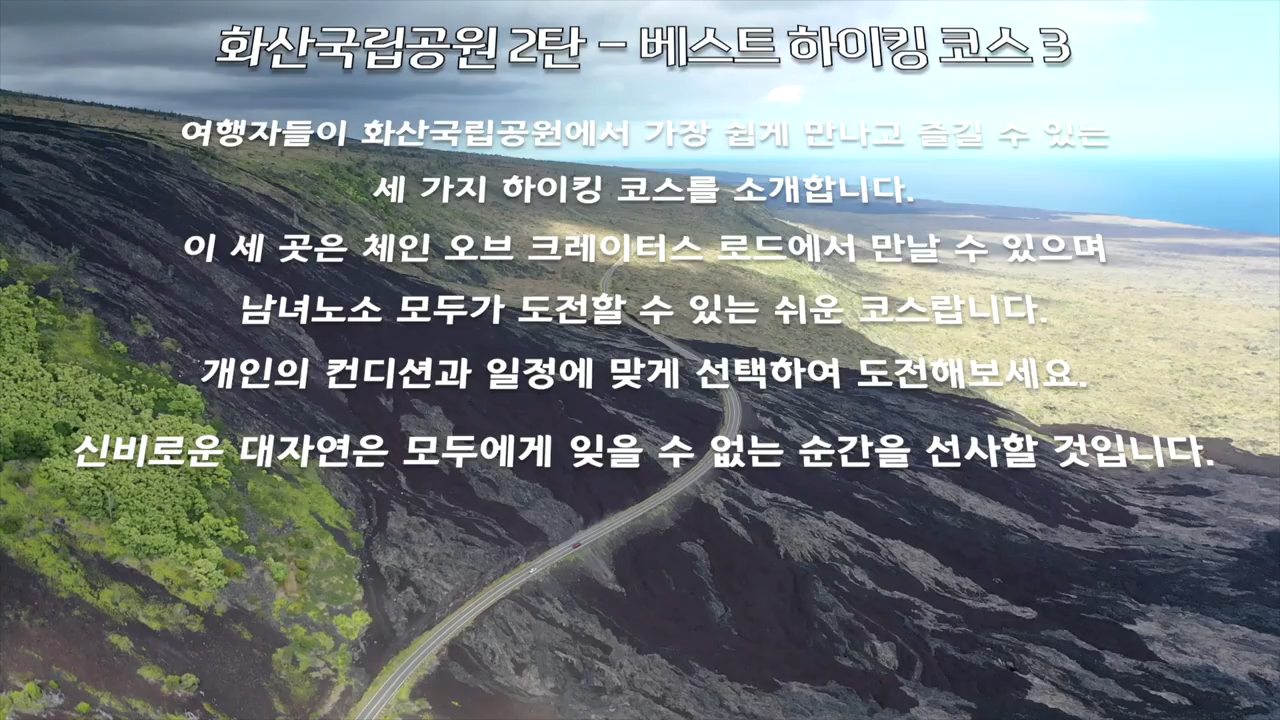 화산국립공원 2탄 - 베스트 하이킹 코스 3
여행자들이 화산국립공원에서 가장 쉽게 만나고 즐길 수 있는
세 가지 하이킹 코스를 소개합니다.
이 세 곳은 체인 오브 크레이터스 로드에서 만날 수 있으며
남녀노소 모두가 도전할 수 있는 쉬운 코스랍니다.
개인의 컨디션과 일정에 맞게 선택하여 도전해보세요.
신비로운 대자연은 모두에게 잊을 수 없는 순간을 선사할 것입니다.